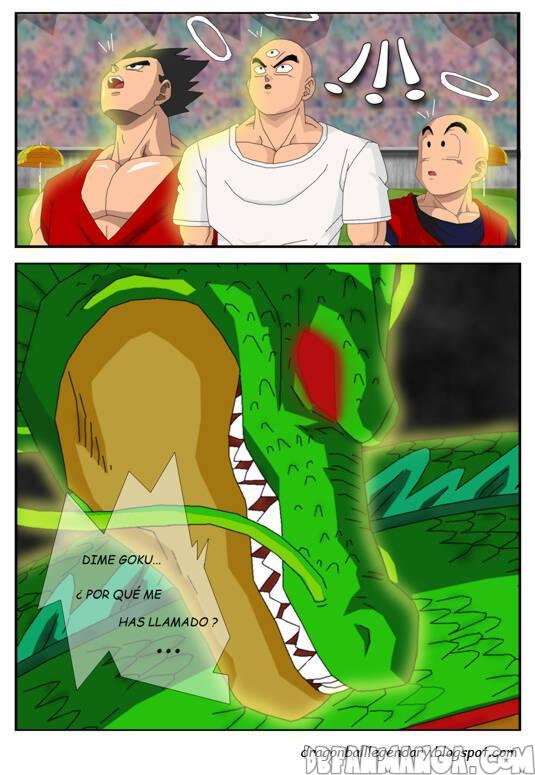 ¡¡¡
DIME GOKU...
¿ POR QUÉ ME
HAS LLAMADO ?
...
dragonballlegendary.blogspot.com
DBFANMANGA.COM